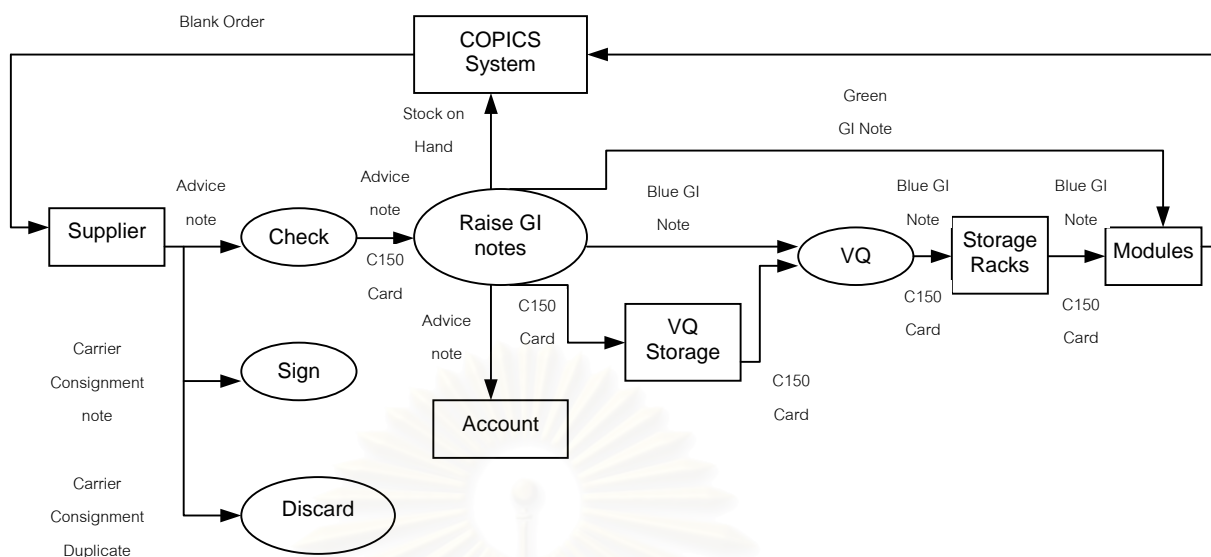 Blank Order
COPICS
System
Stock on
Hand
Green
GI Note
Advice
note
Supplier
Check
Advice
note
C150
Card
Raise GI
notes
Blue GI
Note
VQ
Blue GI
Note
C150
Card
Storage
Racks
Blue GI
Note
C150
Card
Modules
Advice
note
C150
Card
VQ
Storage
C150
Card
Carrier
Consignment
note
Sign
Account
Carrier
Consignment
Duplicate
Discard